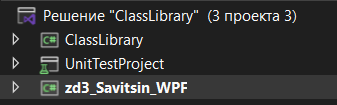 Решение "ClassLibrary" (3 проекта 3)
ClassLibrary
UnitTestProject
zd3_Savitsin_WPF